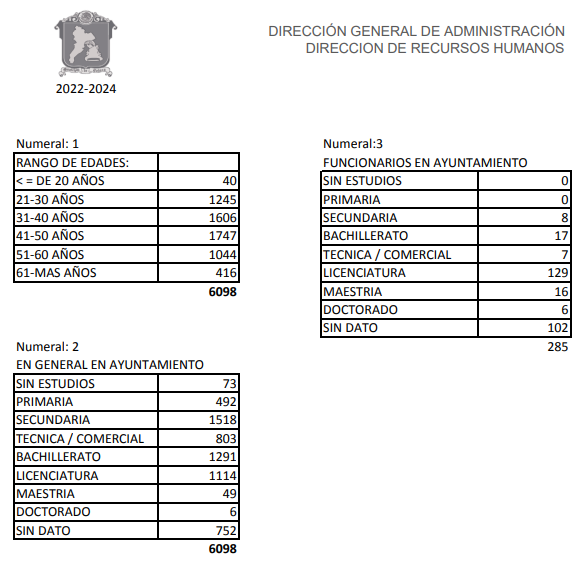 DIRECCIÓN GENERAL DE ADMINISTRACIÓN
DIRECCION DE RECURSOS HUMANOS
2022-2024
Numeral: 1
RANGO DE EDADES:
< = DE 20 AÑOS 40
21-30 AÑOS 1245
31-40 AÑOS 1606
41-50 AÑOS 1747
51-60 AÑOS 1044
61-MAS AÑOS 416
6098
Numeral: 2
EN GENERAL EN AYUNTAMIENTO
SIN ESTUDIOS 73
PRIMARIA 492
SECUNDARIA 1518
TECNICA / COMERCIAL 803
BACHILLERATO 1291
LICENCIATURA 1114
MAESTRIA 49
DOCTORADO 6
SIN DATO 752
6098
Numeral:3
FUNCIONARIOS EN AYUNTAMIENTO
SIN ESTUDIOS 0
PRIMARIA 0
SECUNDARIA 8
BACHILLERATO 17
TECNICA / COMERCIAL 7
LICENCIATURA 129
MAESTRIA 16
DOCTORADO 6
SIN DATO 102
285